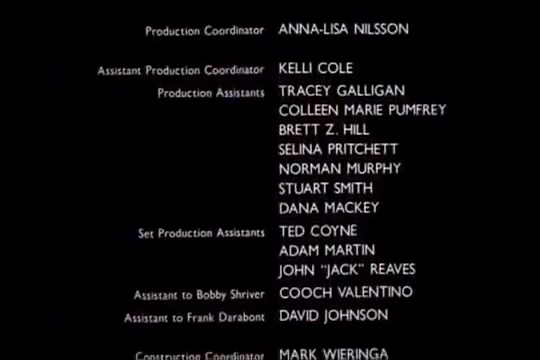 Production Coordinator ANNA-LISA NILSSON
Assistant Production Coordinator KELLI COLE
Production Assistants TRACEY GALLIGAN
COLLEEN MARIE PUMFREY
BRETT Z. HILL
SELINA PRITCHETT
NORMAN MURPHY
STUART SMITH
DANA MACKEY
Set Production Assistants TED COYNE
ADAM MARTIN
JOHN "JACK" REAVES
Assistant to Bobby Shriver COOCH VALENTINO
Assistant to Frank Darabont DAVID JOHNSON
Construction Coordinator MARK WIERINGA